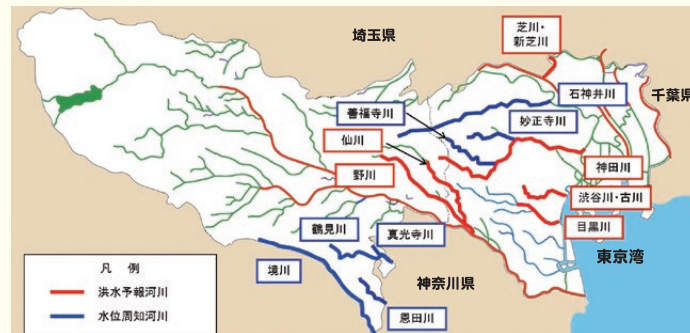 埼玉県
芝川・
新芝川
千葉県
石神井川
善福寺川
妙正寺川
仙川
野川
神田川
渋谷川・古川
目黒川
東京湾
鶴見川
真光寺川
境川
神奈川県
恩田川
凡 例
洪水予報河川
水位周知河川